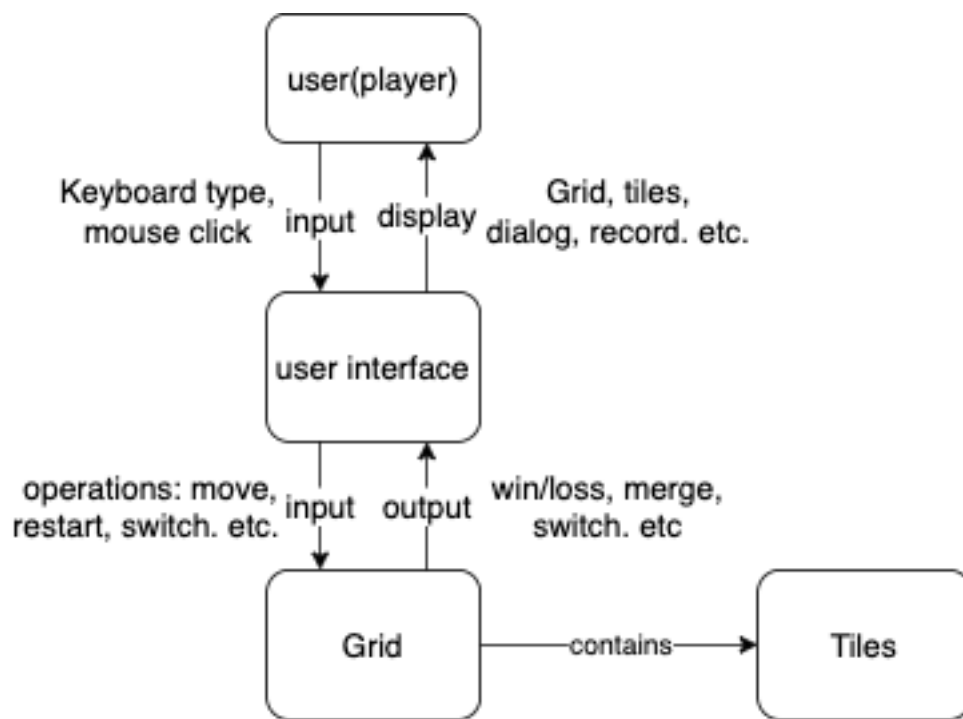 user(player)
Keyboard type,
mouse click
input
display
Grid, tiles,
dialog, record. etc.
user interface
operations: move,
restart, switch. etc.
input
output
win/loss, merge,
switch. etc
Grid
contains
Tiles